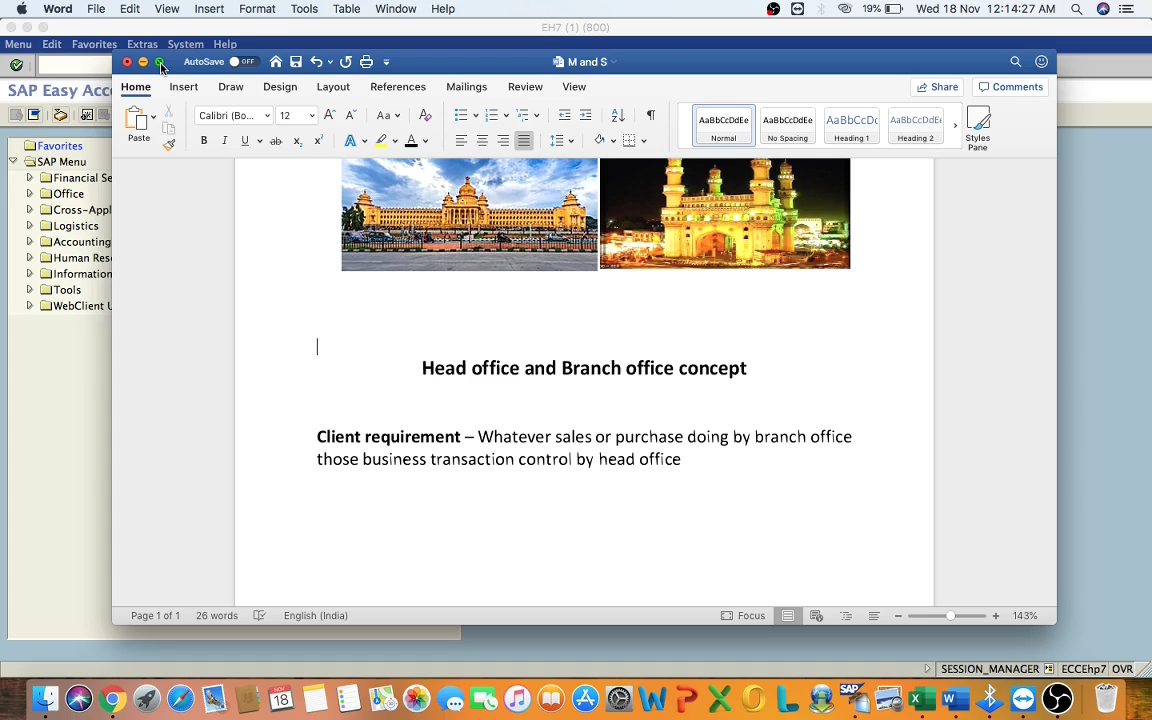 Word File Edit View Insert Format Tools Table Window Help 19% Wed 18 Nov 12:14:27 AM
EH7 (1) (800)
Menu Edit Favorites Extras System Help
AutoSave OFF M and S
SAP Easy Acc
Home Insert Draw Design Layout References Mailings Review View Share Comments
Paste Calibri (Bo... 12 Aa AaBbCcDdEe Normal AaBbCcDdEe No Spacing AaBbCcDc Heading 1 AaBbCcDdEe Heading 2 Styles Pane
Favorites
SAP Menu
Financial Se
Office
Cross-Appl
Logistics
Accounting
Human Res
Information
Tools
WebClient U
Head office and Branch office concept
Client requirement – Whatever sales or purchase doing by branch office
those business transaction control by head office
Page 1 of 1 26 words English (India) Focus 143%
SESSION_MANAGER ECCEhp7 OVR
NOV 18 SAP